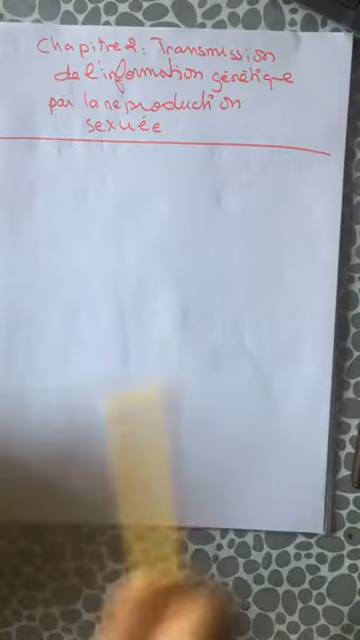 Chapitre 2: Transmission
de l'information génétique
par la reproduction
sexuée